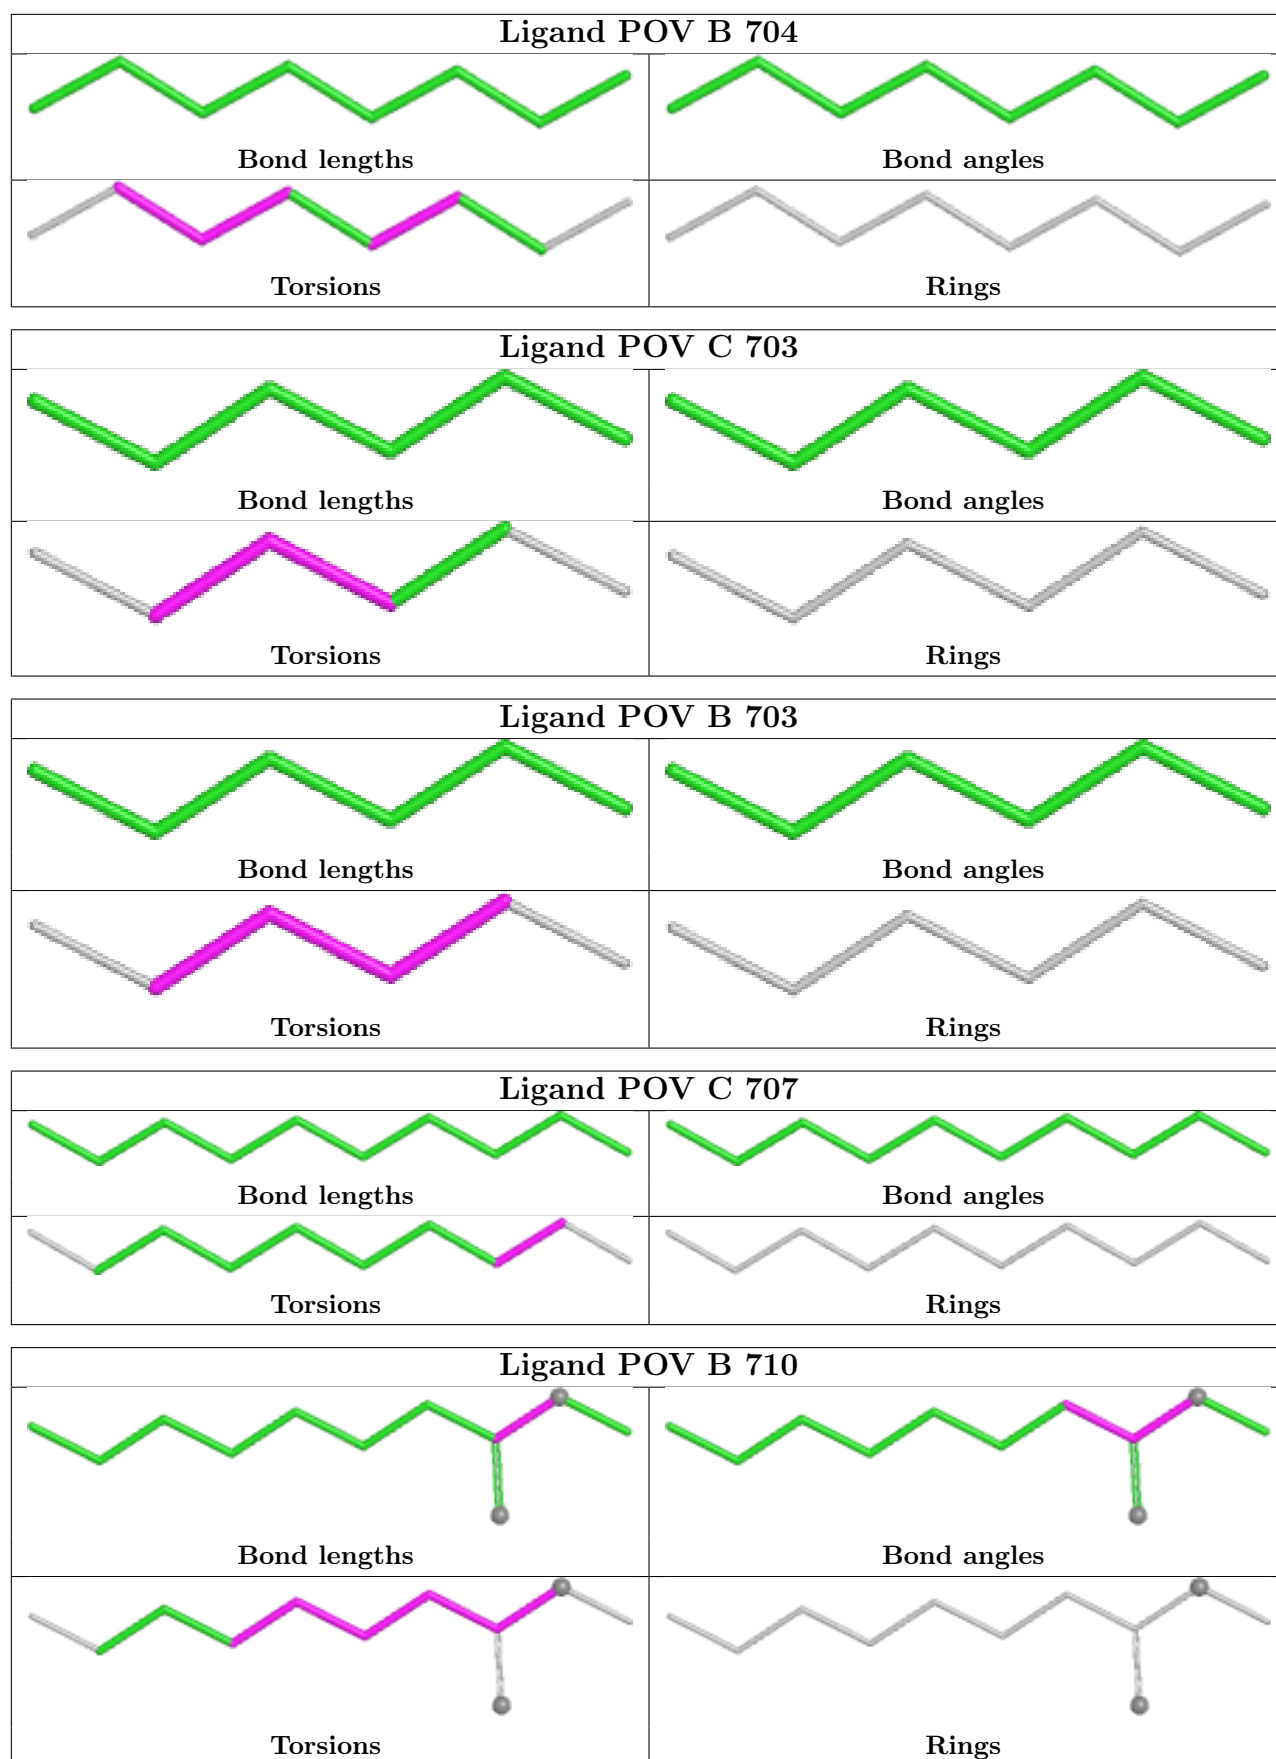 Ligand POV B 704
Bond lengths
Bond angles
Torsions
Rings
Ligand POV C 703
Bond lengths
Bond angles
Torsions
Rings
Ligand POV B 703
Bond lengths
Bond angles
Torsions
Rings
Ligand POV C 707
Bond lengths
Bond angles
Torsions
Rings
Ligand POV B 710
Bond lengths
Bond angles
Torsions
Rings